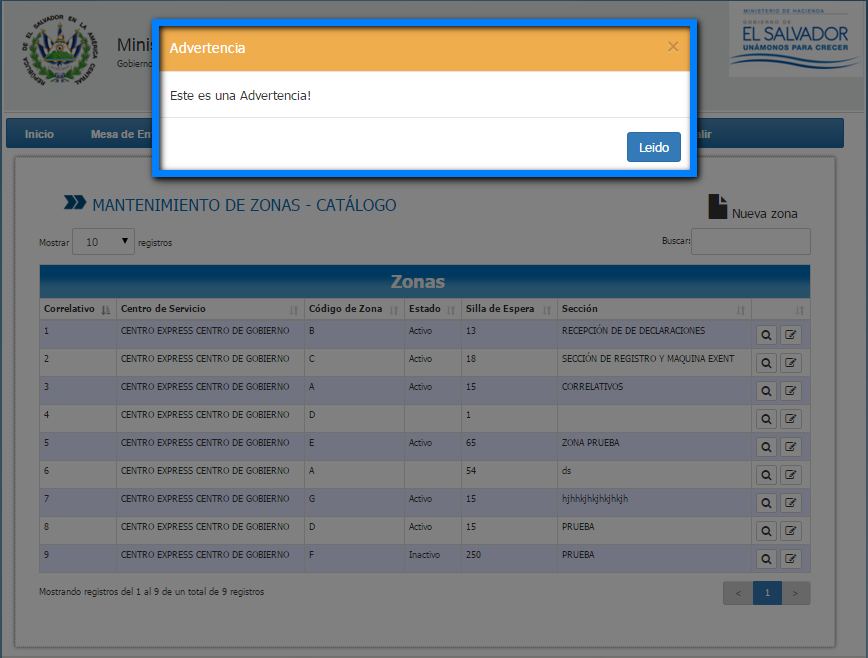 REPÚBLICA DE EL SALVADOR EN LA AMÉRICA CENTRAL
Minis
Gobierno
MINISTERIO DE HACIENDA
GOBIERNO DE
EL SALVADOR
UNÁMONOS PARA CRECER
Advertencia ×
Este es una Advertencia!
Leido
Inicio Mesa de En lir
MANTENIMIENTO DE ZONAS - CATÁLOGO
Nueva zona
Mostrar 10 registros Buscar:
Zonas
Correlativo Centro de Servicio Código de Zona Estado Silla de Espera Sección
1 CENTRO EXPRESS CENTRO DE GOBIERNO B Activo 13 RECEPCIÓN DE DE DECLARACIONES
2 CENTRO EXPRESS CENTRO DE GOBIERNO C Activo 18 SECCIÓN DE REGISTRO Y MAQUINA EXENT
3 CENTRO EXPRESS CENTRO DE GOBIERNO A Activo 15 CORRELATIVOS
4 CENTRO EXPRESS CENTRO DE GOBIERNO D 1
5 CENTRO EXPRESS CENTRO DE GOBIERNO E Activo 65 ZONA PRUEBA
6 CENTRO EXPRESS CENTRO DE GOBIERNO A 54 ds
7 CENTRO EXPRESS CENTRO DE GOBIERNO G Activo 15 hjhhkjhkjhkjhkjh
8 CENTRO EXPRESS CENTRO DE GOBIERNO D Activo 15 PRUEBA
9 CENTRO EXPRESS CENTRO DE GOBIERNO F Inactivo 250 PRUEBA
Mostrando registros del 1 al 9 de un total de 9 registros
< 1 >